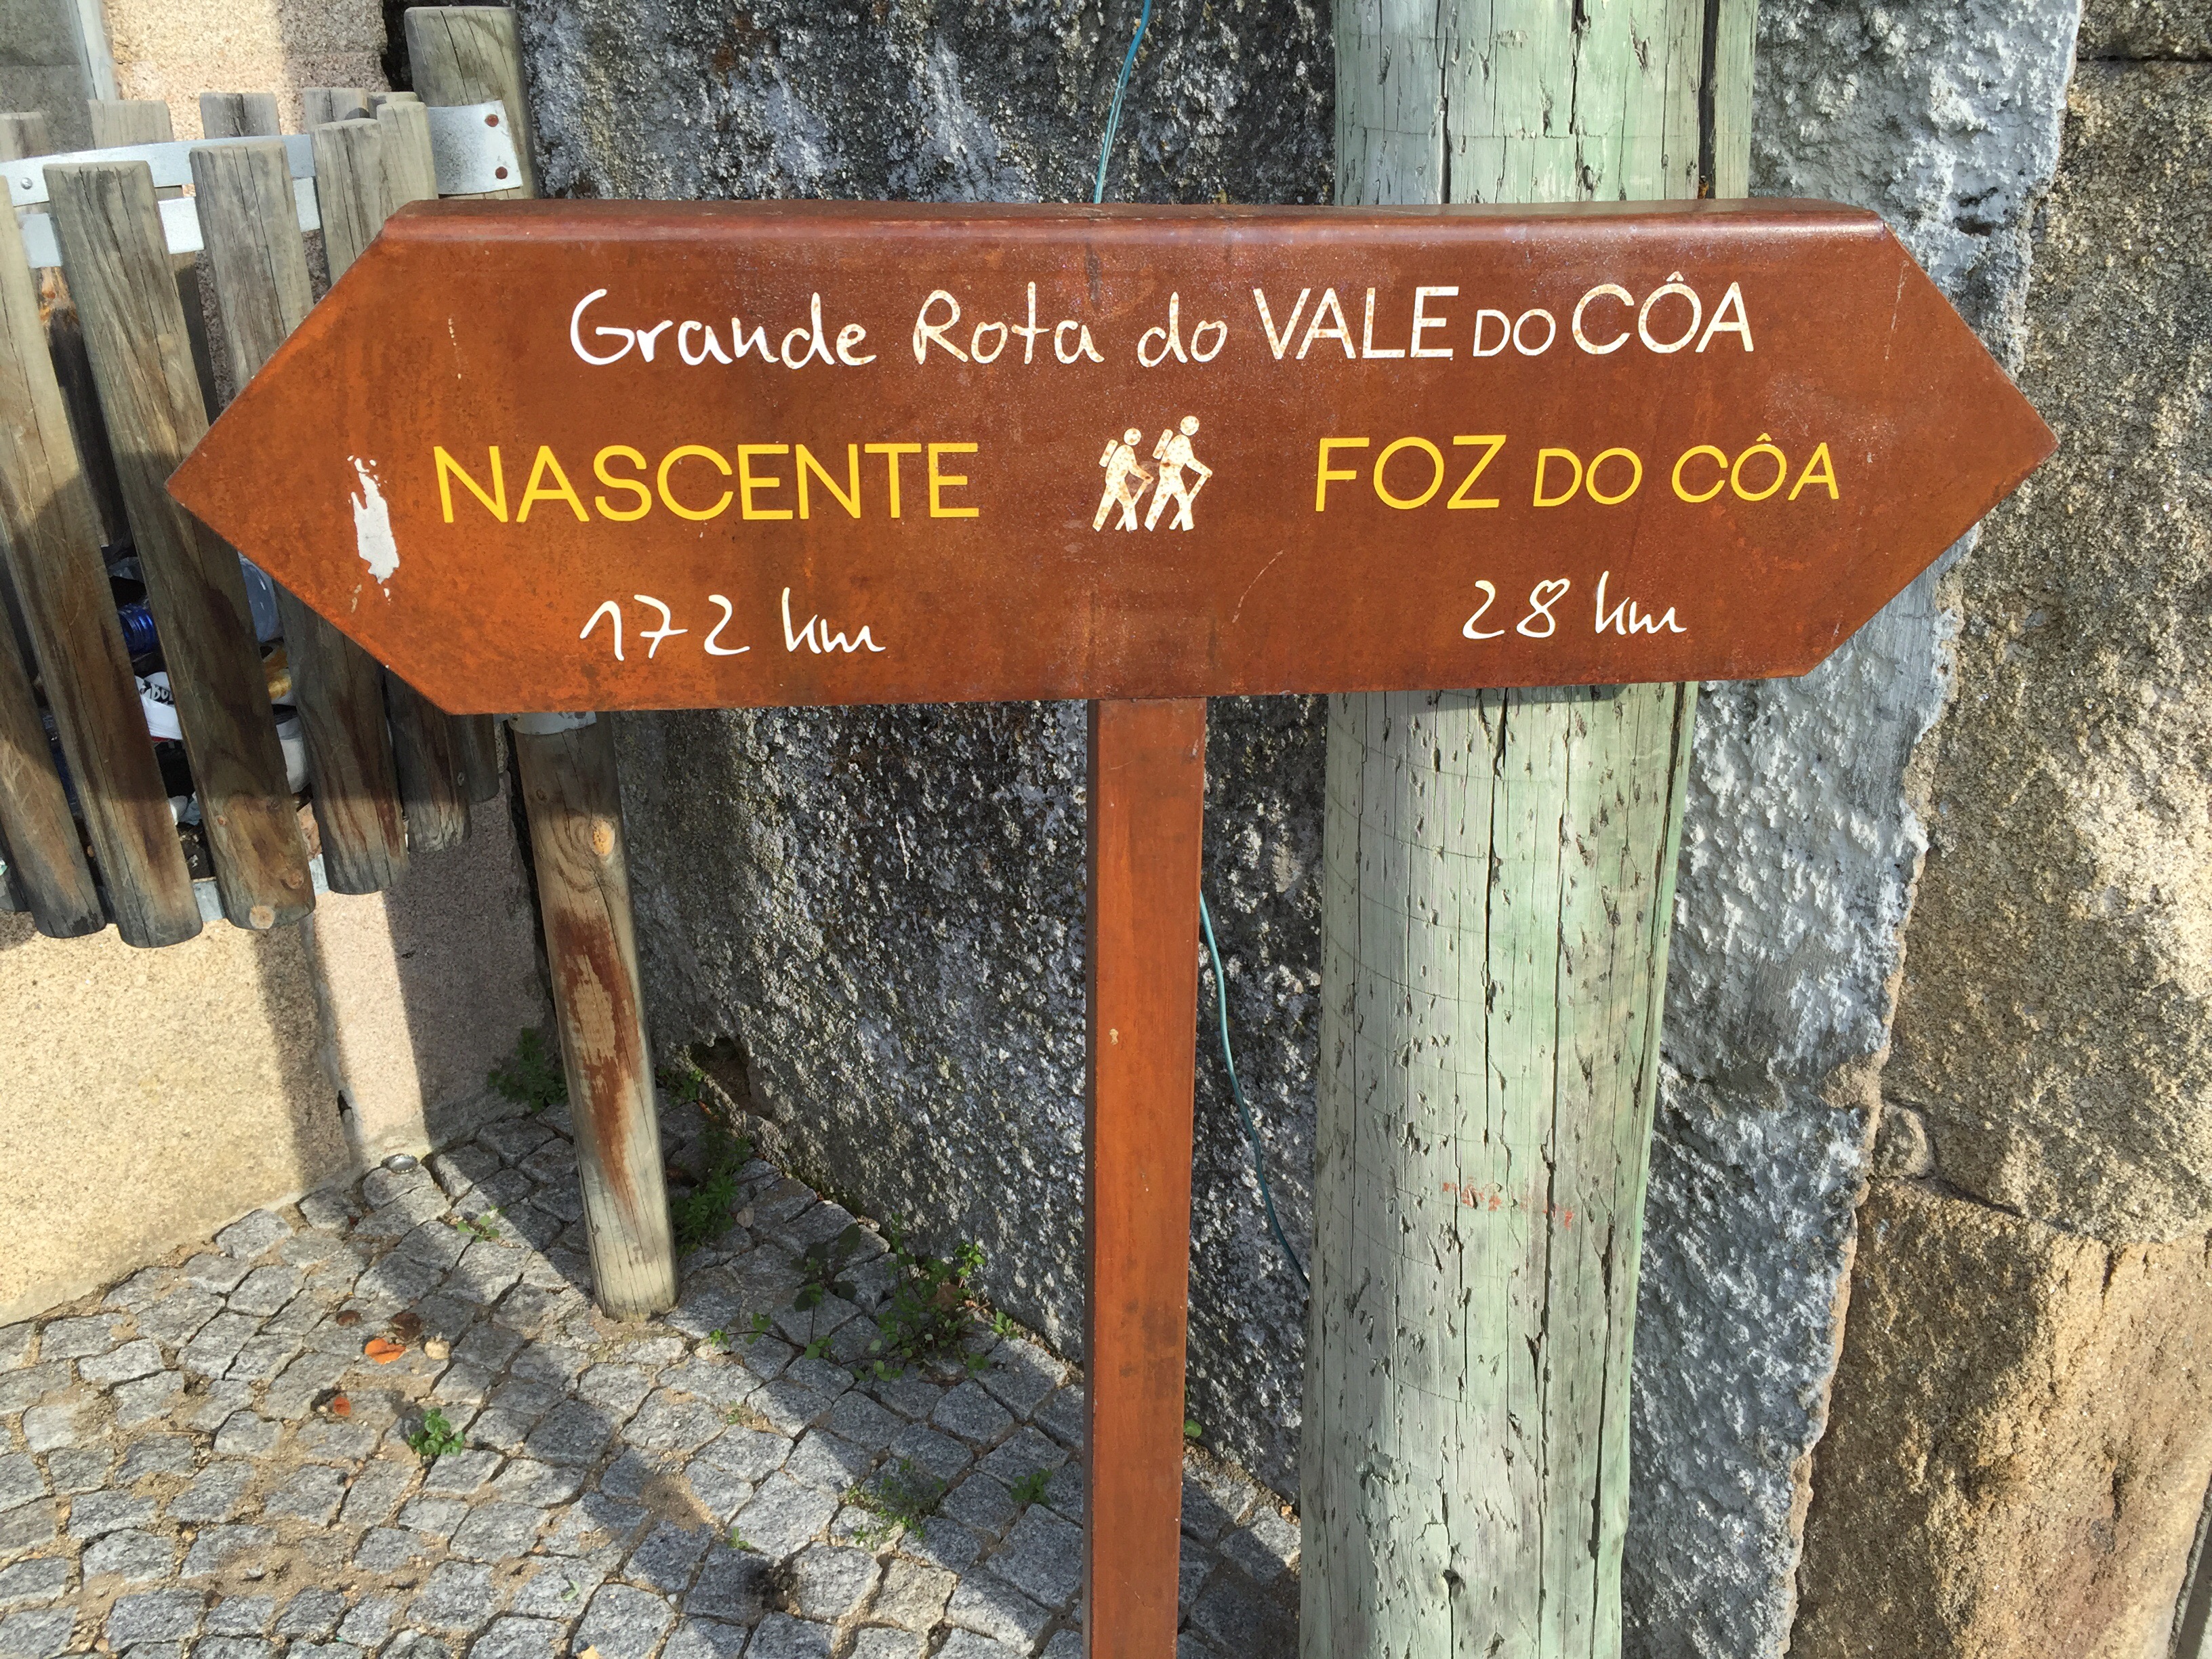 Grande Rota do VALE DO CÔA
NASCENTE FOZ DO CÔA
172 km 28 km